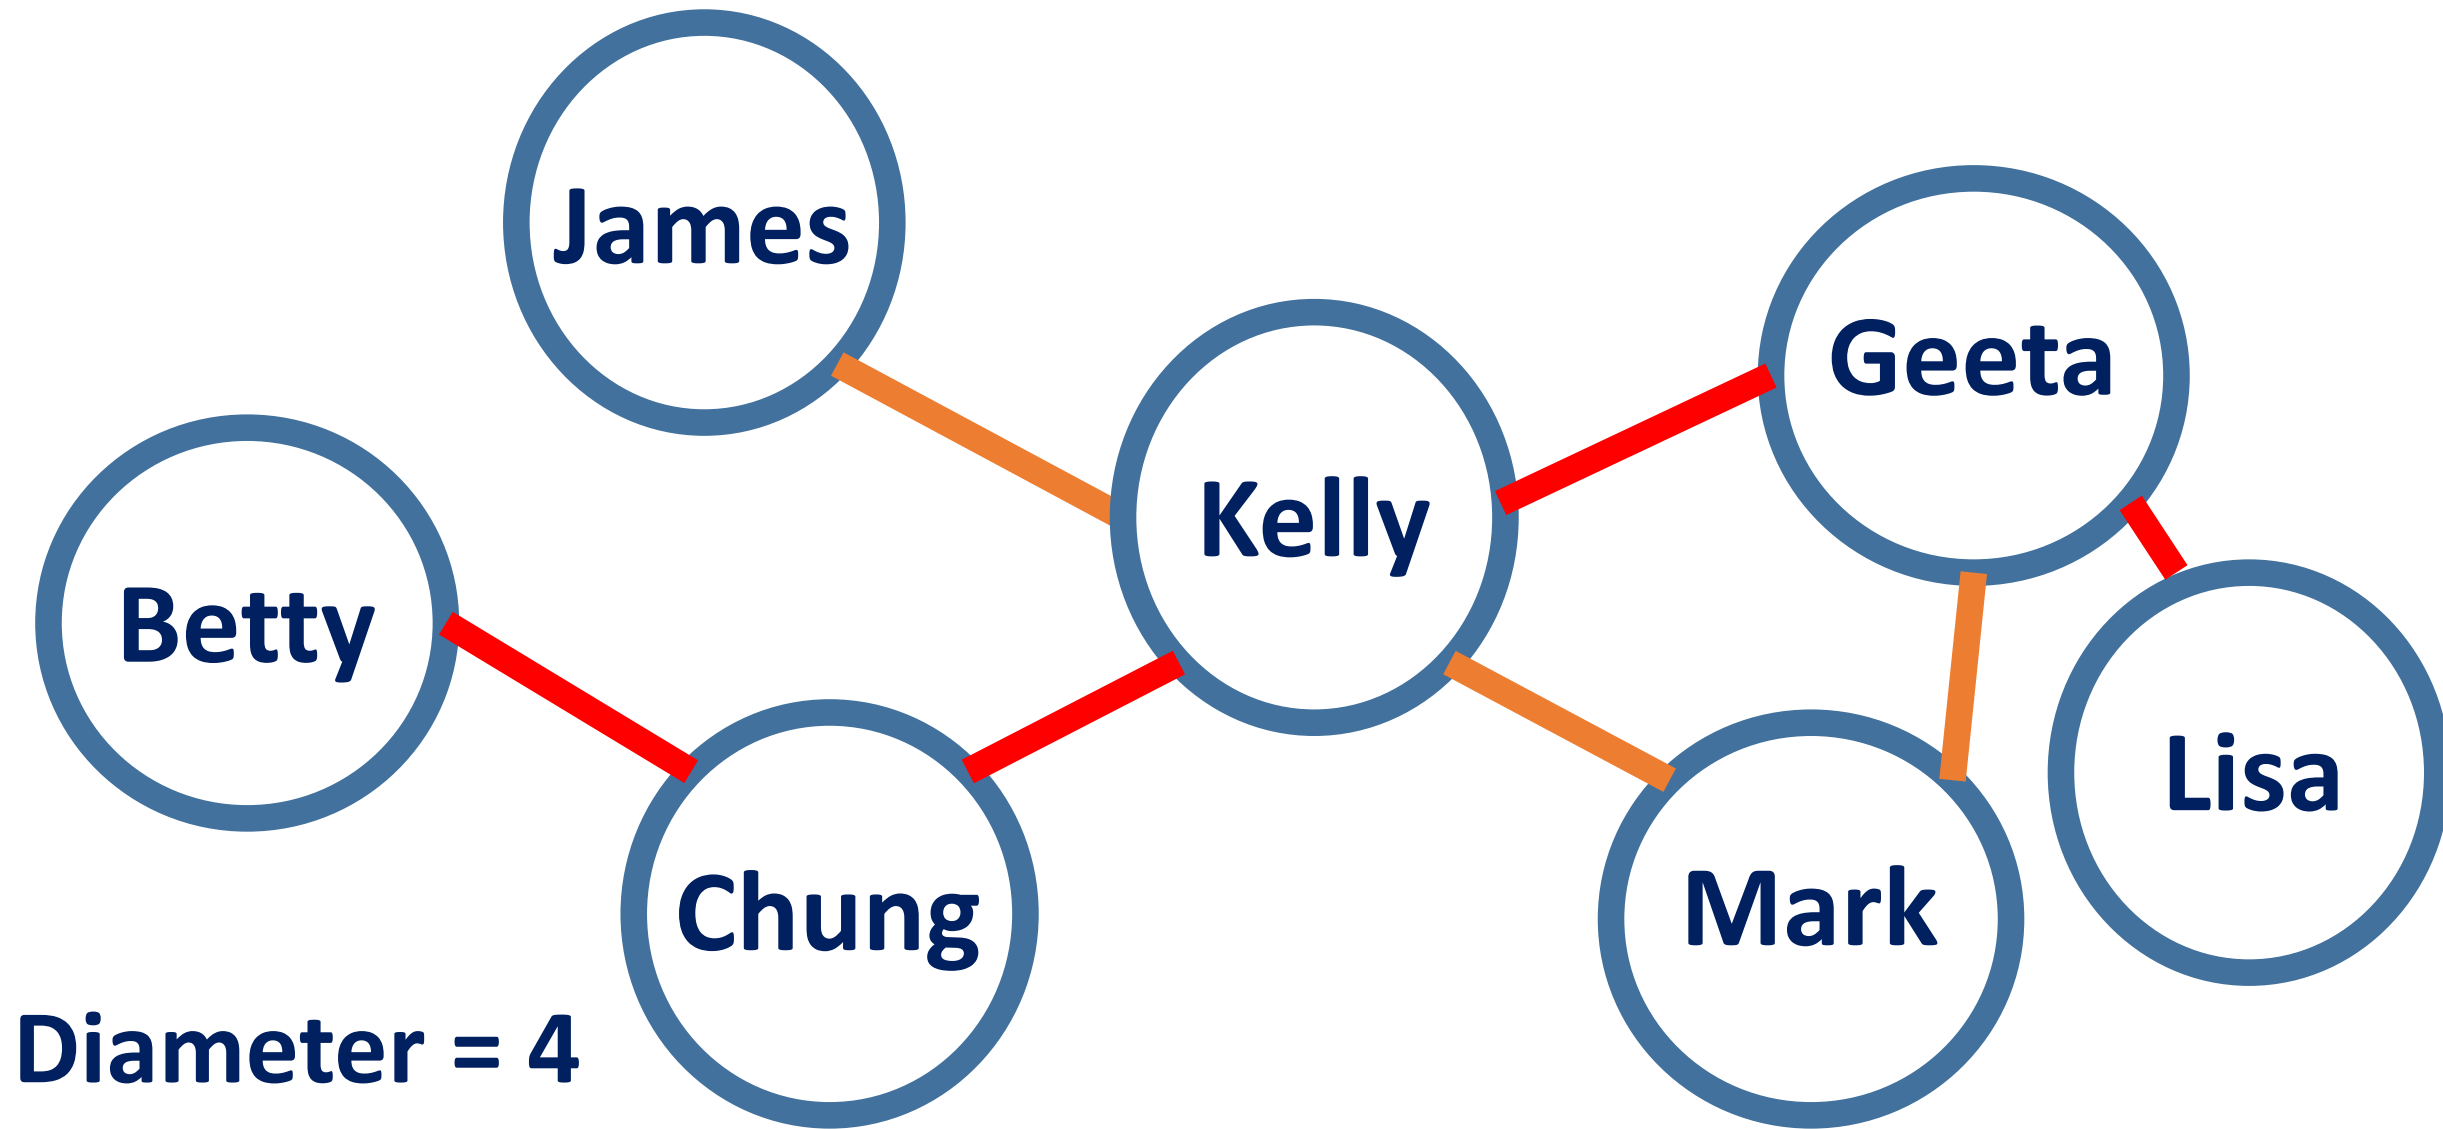 James
Geeta
Kelly
Betty
Lisa
Chung
Mark
Diameter = 4